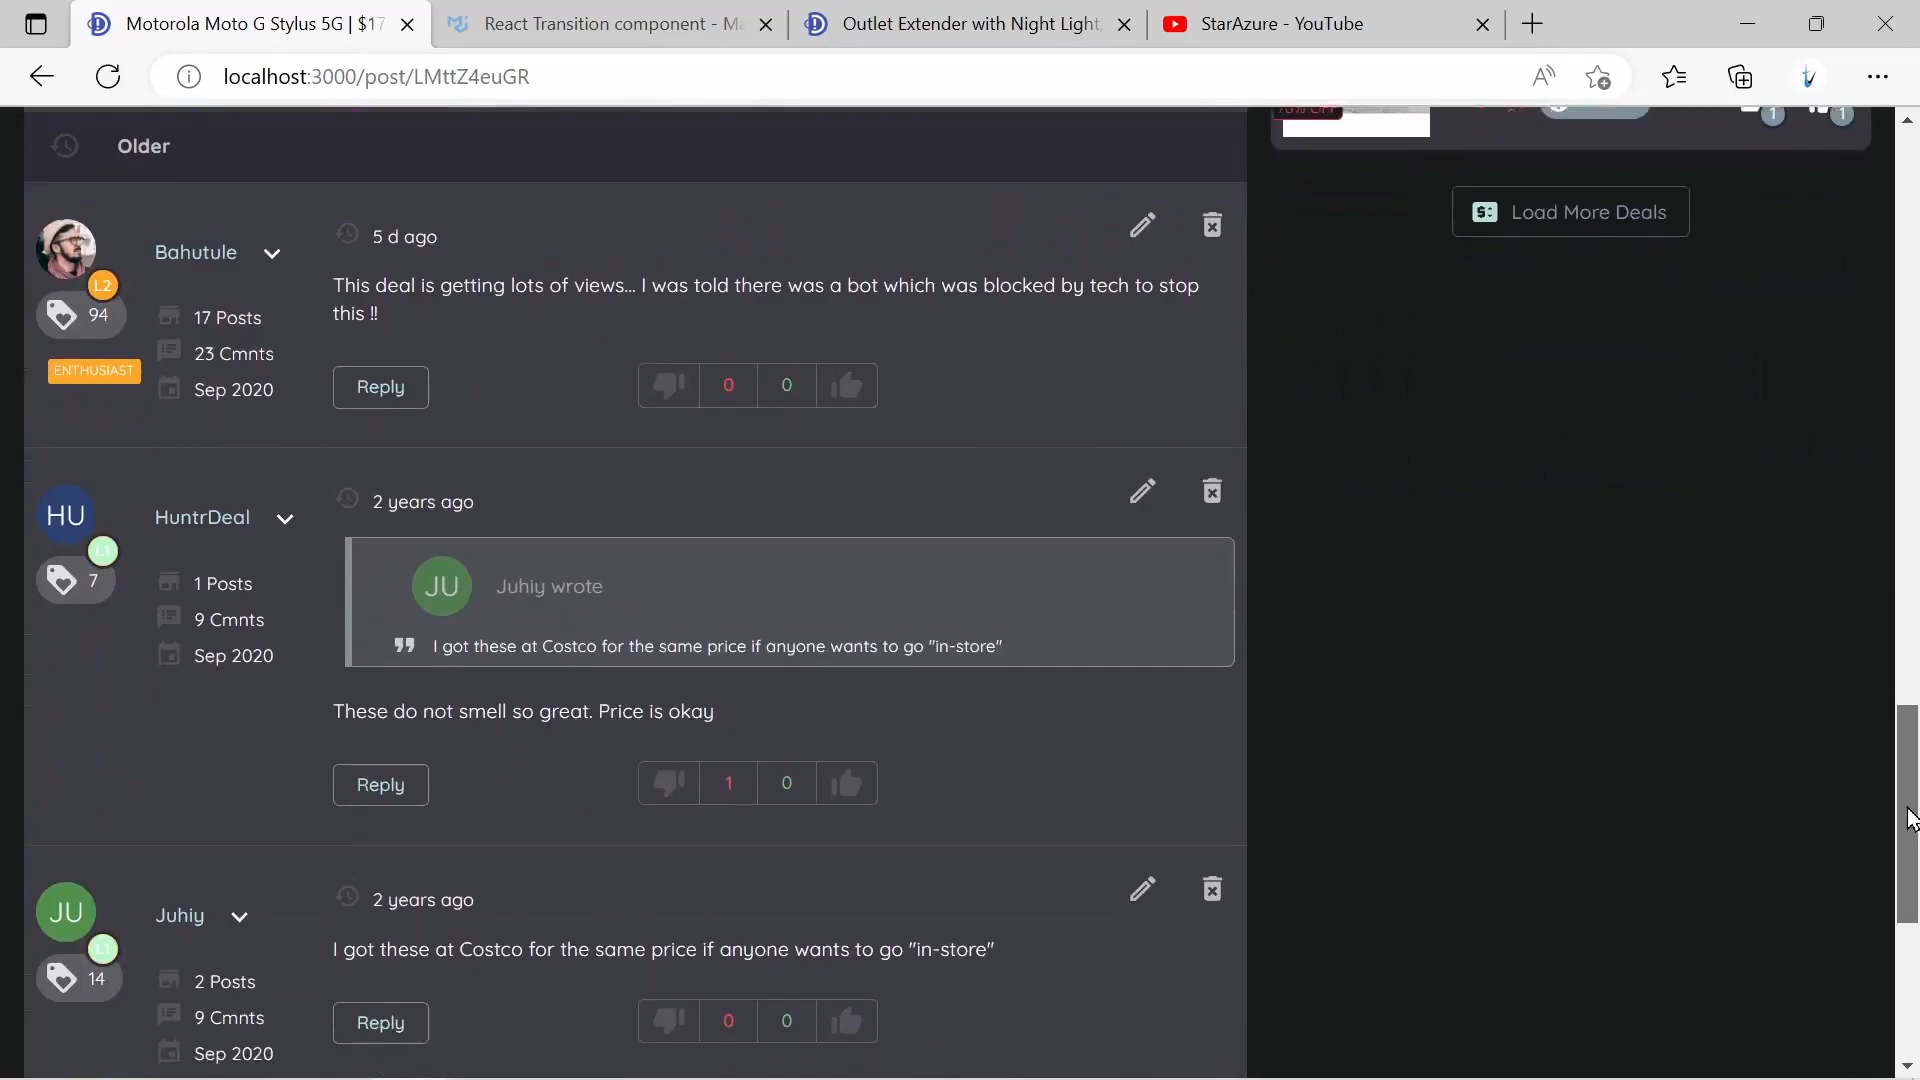 Motorola Moto G Stylus 5G | $17
React Transition component - Ma
Outlet Extender with Night Light,
StarAzure - YouTube
localhost:3000/post/LMttZ4euGR
Older
1
1
Load More Deals
Bahutule
L2
94
ENTHUSIAST
17 Posts
23 Cmnts
Sep 2020
5 d ago
This deal is getting lots of views... I was told there was a bot which was blocked by tech to stop
this !!
Reply
0 0
HU
HuntrDeal
L1
7
1 Posts
9 Cmnts
Sep 2020
2 years ago
JU Juhiy wrote
I got these at Costco for the same price if anyone wants to go "in-store"
These do not smell so great. Price is okay
Reply
1 0
JU
Juhiy
L1
14
2 Posts
9 Cmnts
Sep 2020
2 years ago
I got these at Costco for the same price if anyone wants to go "in-store"
Reply
0 0